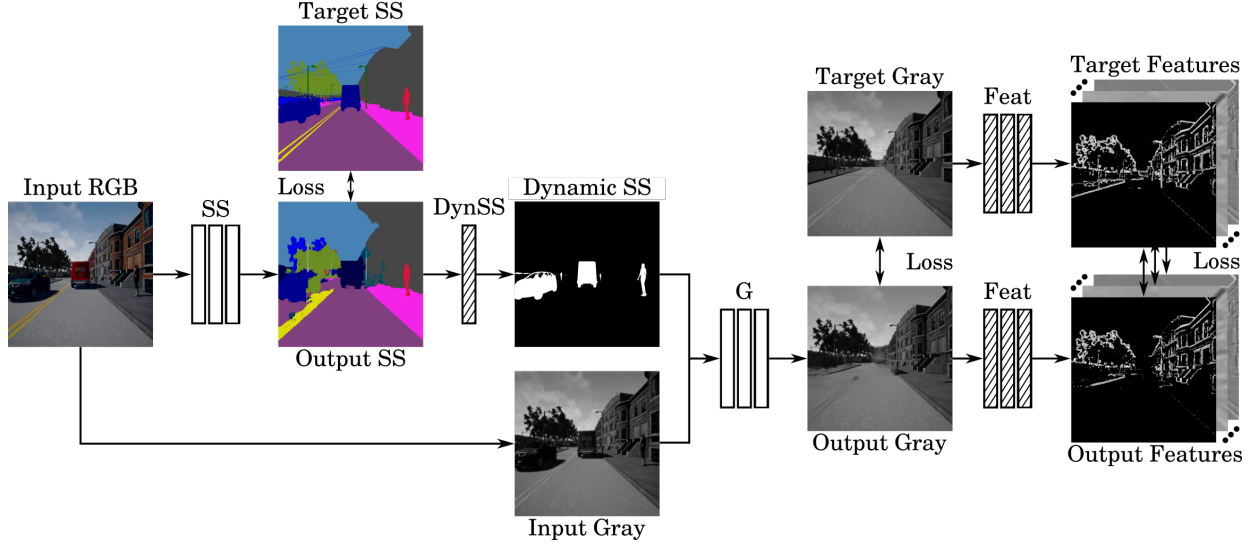 Target SS
Loss
Input RGB
SS
Output SS
DynSS
Dynamic SS
Input Gray
G
Target Gray
Loss
Output Gray
Feat
Target Features
Feat
Loss
Output Features